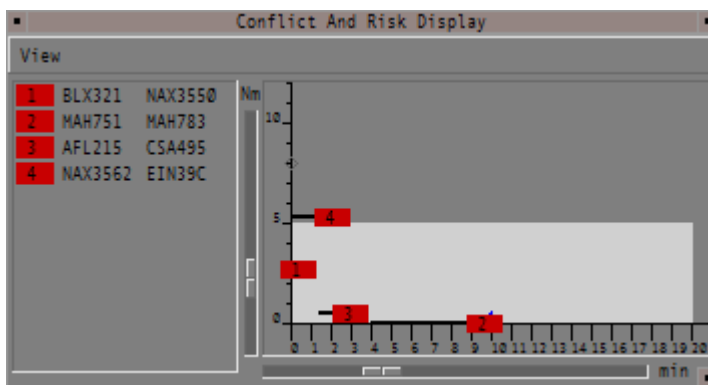 Conflict And Risk Display
View
1 BLX321 NAX3550
2 MAH751 MAH783
3 AFL215 CSA495
4 NAX3562 EIN39C
Nm
10
5
0
4
1
3
2
0 1 2 3 4 5 6 7 8 9 10 11 12 13 14 15 16 17 18 19 20
min